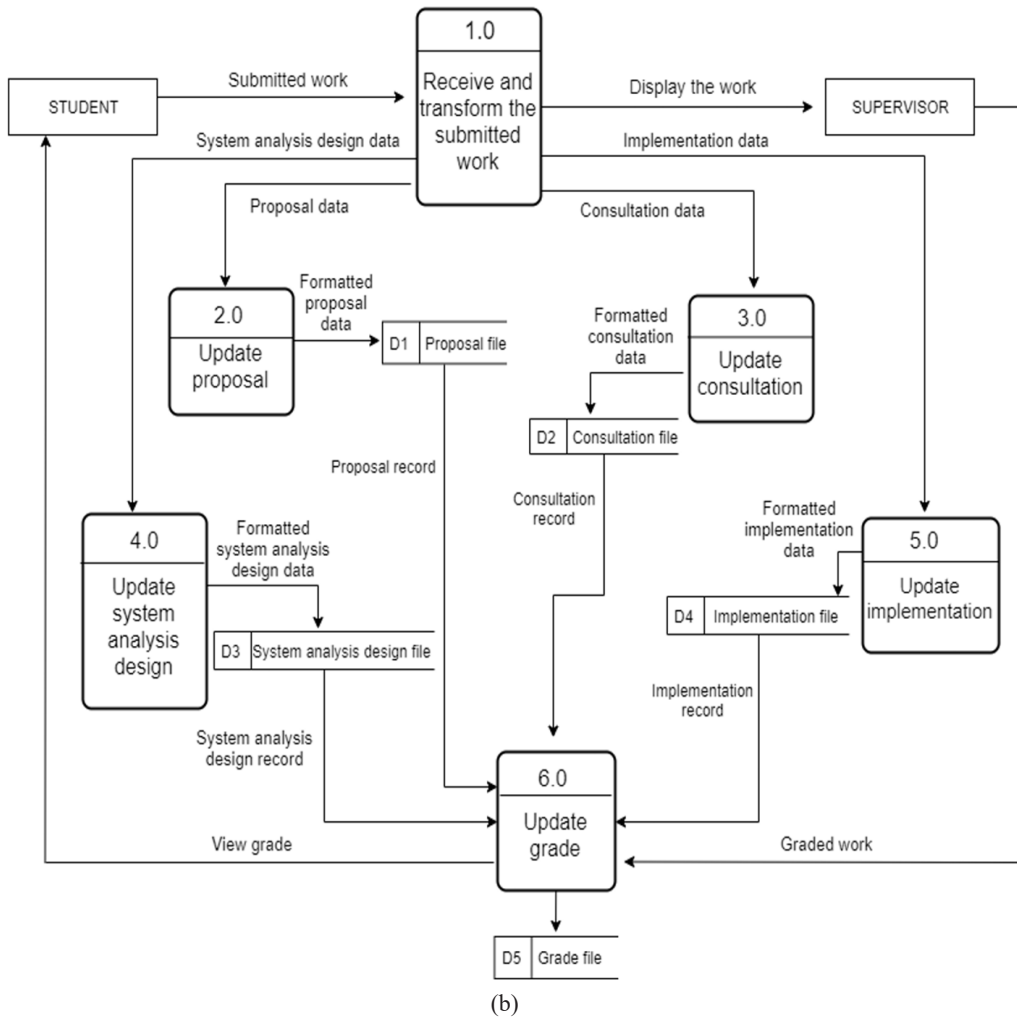 1.0
Receive and
transform the
submitted
work
Submitted work
Display the work
STUDENT
SUPERVISOR
System analysis design data
Implementation data
Proposal data
Consultation data
2.0
Update
proposal
Formatted
proposal
data
D1
Proposal file
3.0
Update
consultation
Formatted
consultation
data
D2
Consultation file
Proposal record
Consultation
record
4.0
Update
system
analysis
design
Formatted
system analysis
design data
D3
System analysis design file
5.0
Update
implementation
Formatted
implementation
data
D4
Implementation file
System analysis
design record
Implementation
record
6.0
Update
grade
View grade
Graded work
D5
Grade file
(b)